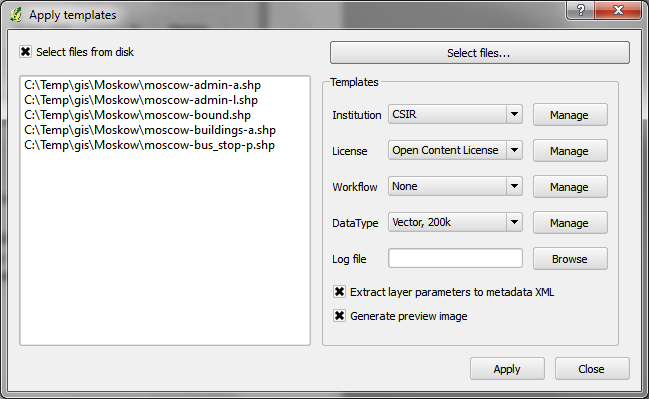 Apply templates
Select files from disk
Select files...
C:\Temp\gis\Moskow\moscow-admin-a.shp
C:\Temp\gis\Moskow\moscow-admin-l.shp
C:\Temp\gis\Moskow\moscow-bound.shp
C:\Temp\gis\Moskow\moscow-buildings-a.shp
C:\Temp\gis\Moskow\moscow-bus_stop-p.shp
Templates
Institution CSIR Manage
License Open Content License Manage
Workflow None Manage
DataType Vector, 200k Manage
Log file Browse
Extract layer parameters to metadata XML
Generate preview image
Apply Close